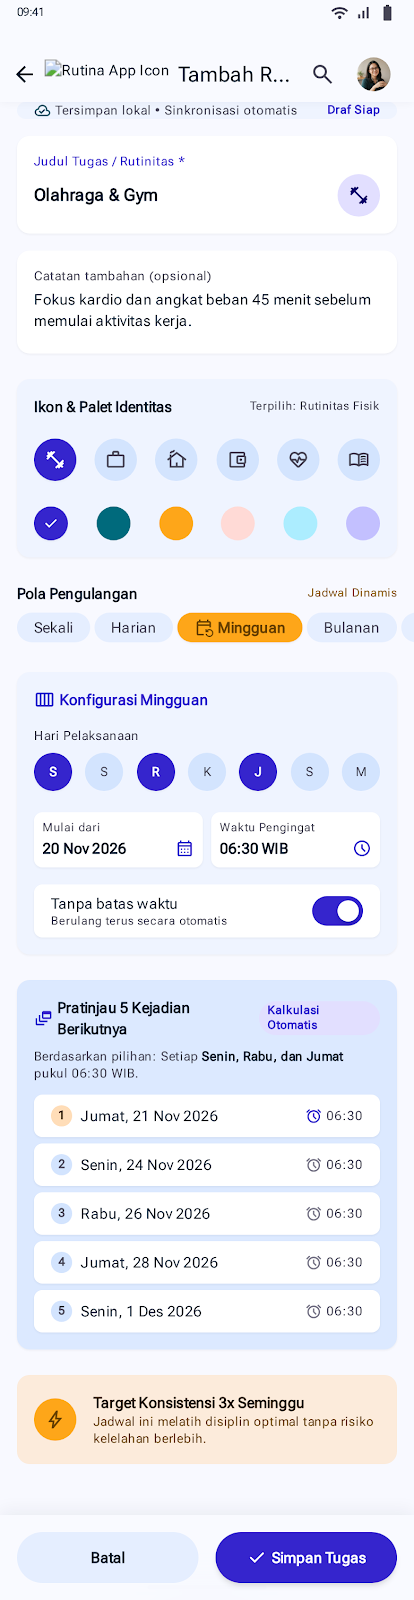 09:41
Rutina App Icon Tambah R...
Tersimpan lokal • Sinkronisasi otomatis Draf Siap
Judul Tugas / Rutinitas *
Olahraga & Gym
Catatan tambahan (opsional)
Fokus kardio dan angkat beban 45 menit sebelum
memulai aktivitas kerja.
Ikon & Palet Identitas Terpilih: Rutinitas Fisik
Pola Pengulangan Jadwal Dinamis
Sekali Harian Mingguan Bulanan
Konfigurasi Mingguan
Hari Pelaksanaan
S S R K J S M
Mulai dari Waktu Pengingat
20 Nov 2026 06:30 WIB
Tanpa batas waktu
Berulang terus secara otomatis
Pratinjau 5 Kejadian
Berikutnya
Kalkulasi
Otomatis
Berdasarkan pilihan: Setiap Senin, Rabu, dan Jumat
pukul 06:30 WIB.
1 Jumat, 21 Nov 2026 06:30
2 Senin, 24 Nov 2026 06:30
3 Rabu, 26 Nov 2026 06:30
4 Jumat, 28 Nov 2026 06:30
5 Senin, 1 Des 2026 06:30
Target Konsistensi 3x Seminggu
Jadwal ini melatih disiplin optimal tanpa risiko
kelelahan berlebih.
Batal Simpan Tugas